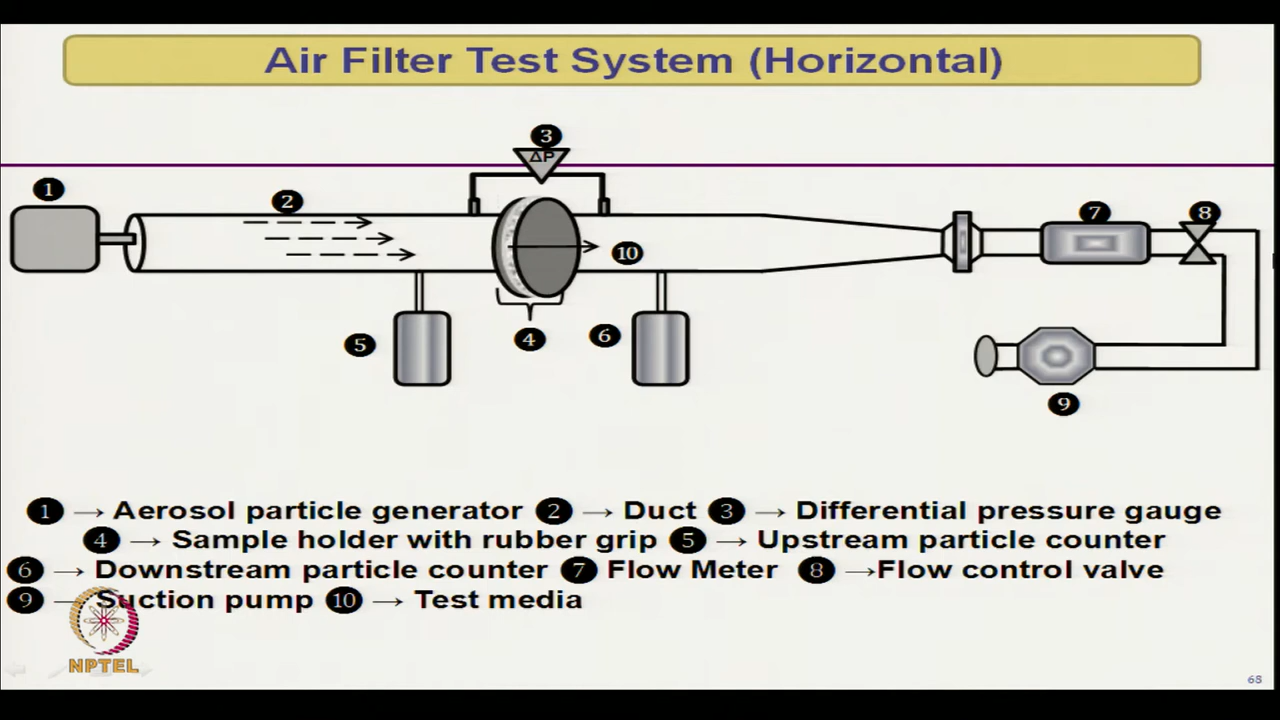 Air Filter Test System (Horizontal)
3
ΔP
1
2
7
8
10
5
4
6
9
1 → Aerosol particle generator 2 → Duct 3 → Differential pressure gauge
4 → Sample holder with rubber grip 5 → Upstream particle counter
6 → Downstream particle counter 7 Flow Meter 8 →Flow control valve
9 → Suction pump 10 → Test media
NPTEL
68